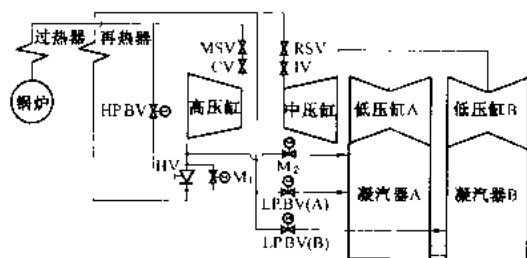 过热器
再热器
MSV
RSV
CV
IV
锅炉
HPBV
高压缸
中压缸
低压缸A
低压缸B
HV
M₁
M₂
LPBV(A)
凝汽器A
凝汽器B
LPBV(B)